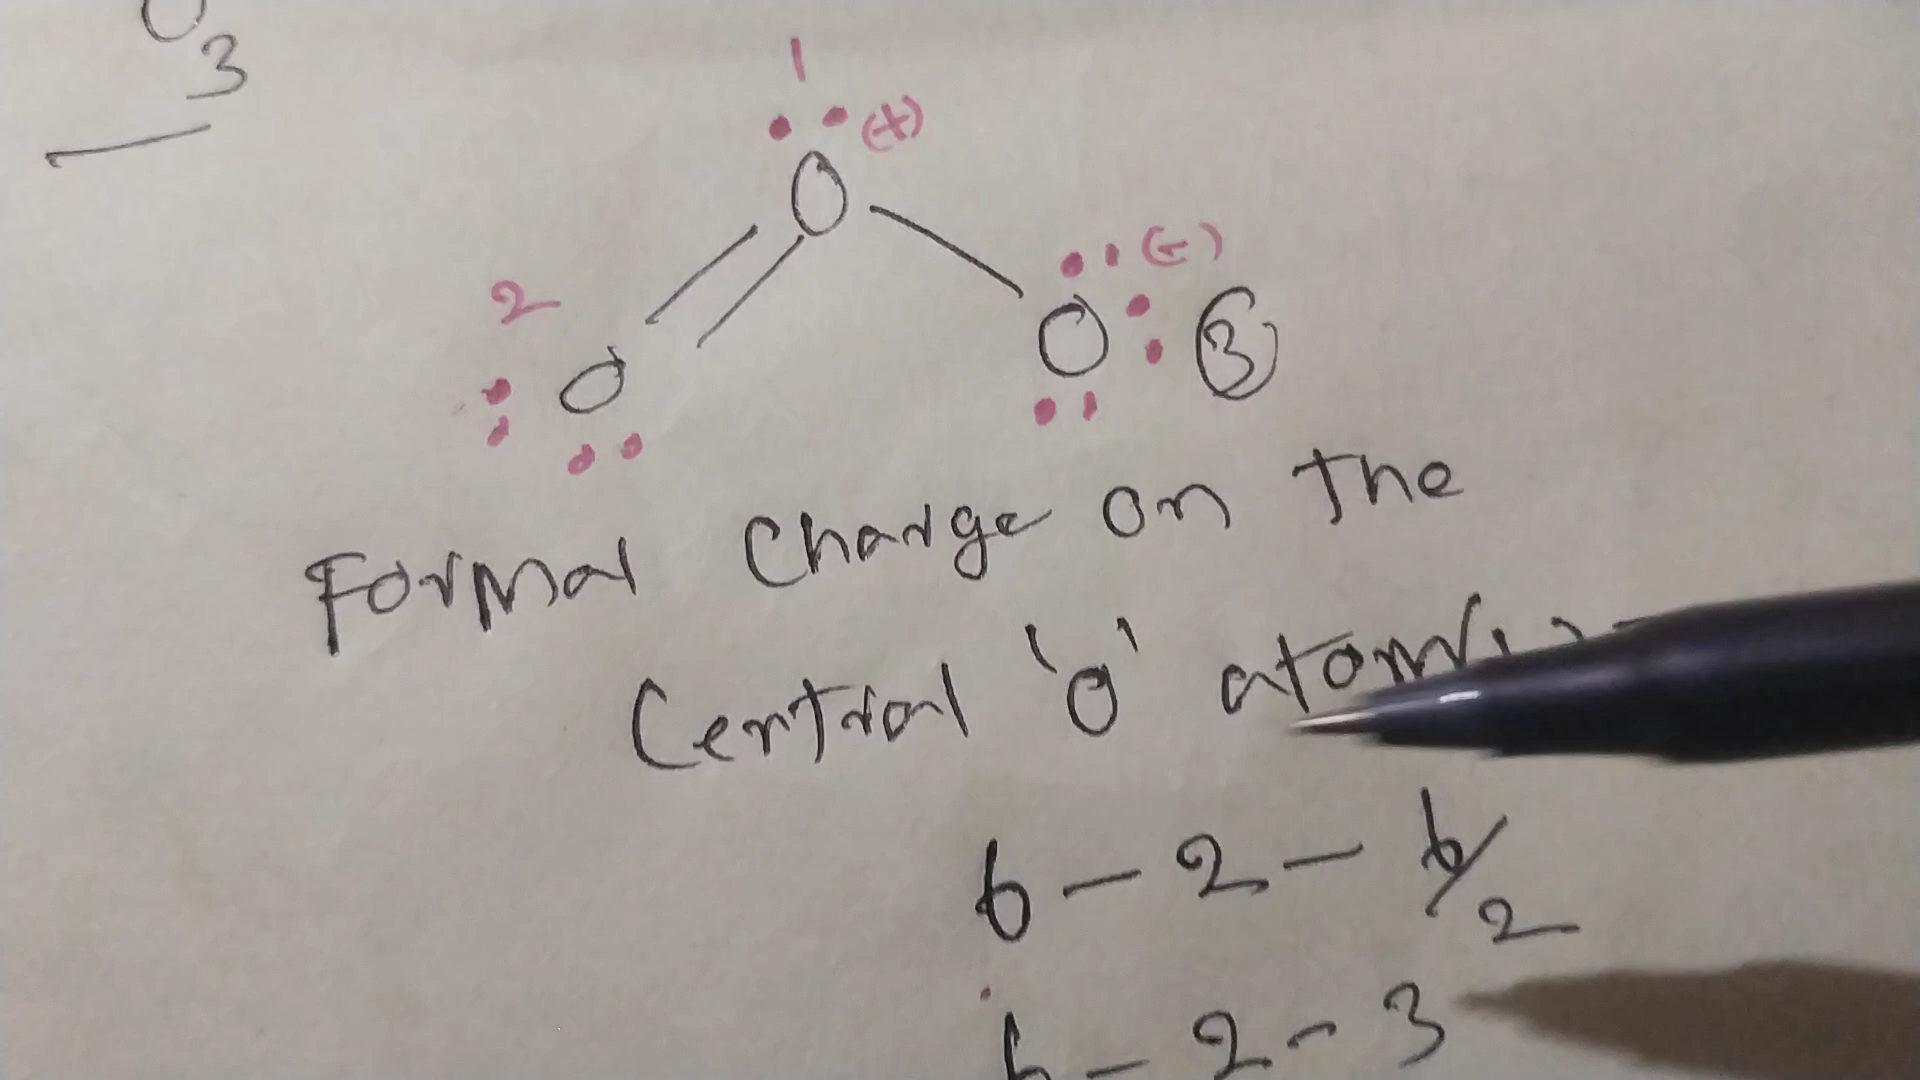 O3
1
(+)
O
(-)
2
O
O
3
Formal Charge on the
Central 'O' atom
6 - 2 - 6/2
6 - 2 - 3